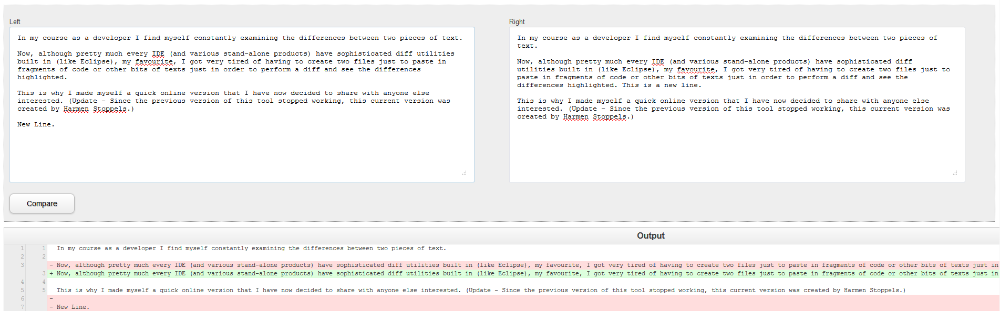 Left
In my course as a developer I find myself constantly examining the differences between two pieces of text.
Now, although pretty much every IDE (and various stand-alone products) have sophisticated diff utilities
built in (like Eclipse), my favourite, I got very tired of having to create two files just to paste in
fragments of code or other bits of texts just in order to perform a diff and see the differences
highlighted.
This is why I made myself a quick online version that I have now decided to share with anyone else
interested. (Update - Since the previous version of this tool stopped working, this current version was
created by Harmen Stoppels.)
New Line.
Right
In my course as a developer I find myself constantly examining the differences between two pieces of
text.
Now, although pretty much every IDE (and various stand-alone products) have sophisticated diff
utilities built in (like Eclipse), my favourite, I got very tired of having to create two files just to
paste in fragments of code or other bits of texts just in order to perform a diff and see the
differences highlighted. This is a new line.
This is why I made myself a quick online version that I have now decided to share with anyone else
interested. (Update - Since the previous version of this tool stopped working, this current version was
created by Harmen Stoppels.)
Compare
Output
1 1 In my course as a developer I find myself constantly examining the differences between two pieces of text.
2 2
3 - Now, although pretty much every IDE (and various stand-alone products) have sophisticated diff utilities built in (like Eclipse), my favourite, I got very tired of having to create two files just to paste in fragments of code or other bits of texts just in
3 + Now, although pretty much every IDE (and various stand-alone products) have sophisticated diff utilities built in (like Eclipse), my favourite, I got very tired of having to create two files just to paste in fragments of code or other bits of texts just in
4 4
5 5 This is why I made myself a quick online version that I have now decided to share with anyone else interested. (Update - Since the previous version of this tool stopped working, this current version was created by Harmen Stoppels.)
6 -
7 - New Line.